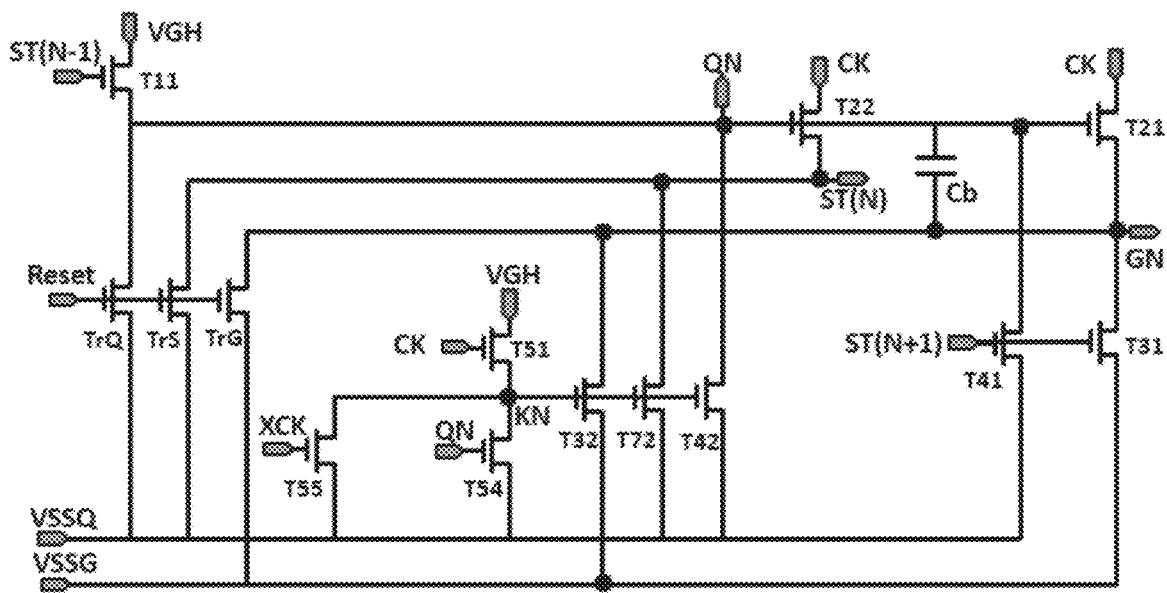 VGH
ST(N-1)
T11
QN
CK
T22
CK
T21
ST(N)
Cb
GN
Reset
TrQ
TrS
TrG
VGH
CK
T51
ST(N+1)
T41
T31
KN
XCK
T55
QN
T54
T32
T72
T42
VSSQ
VSSG